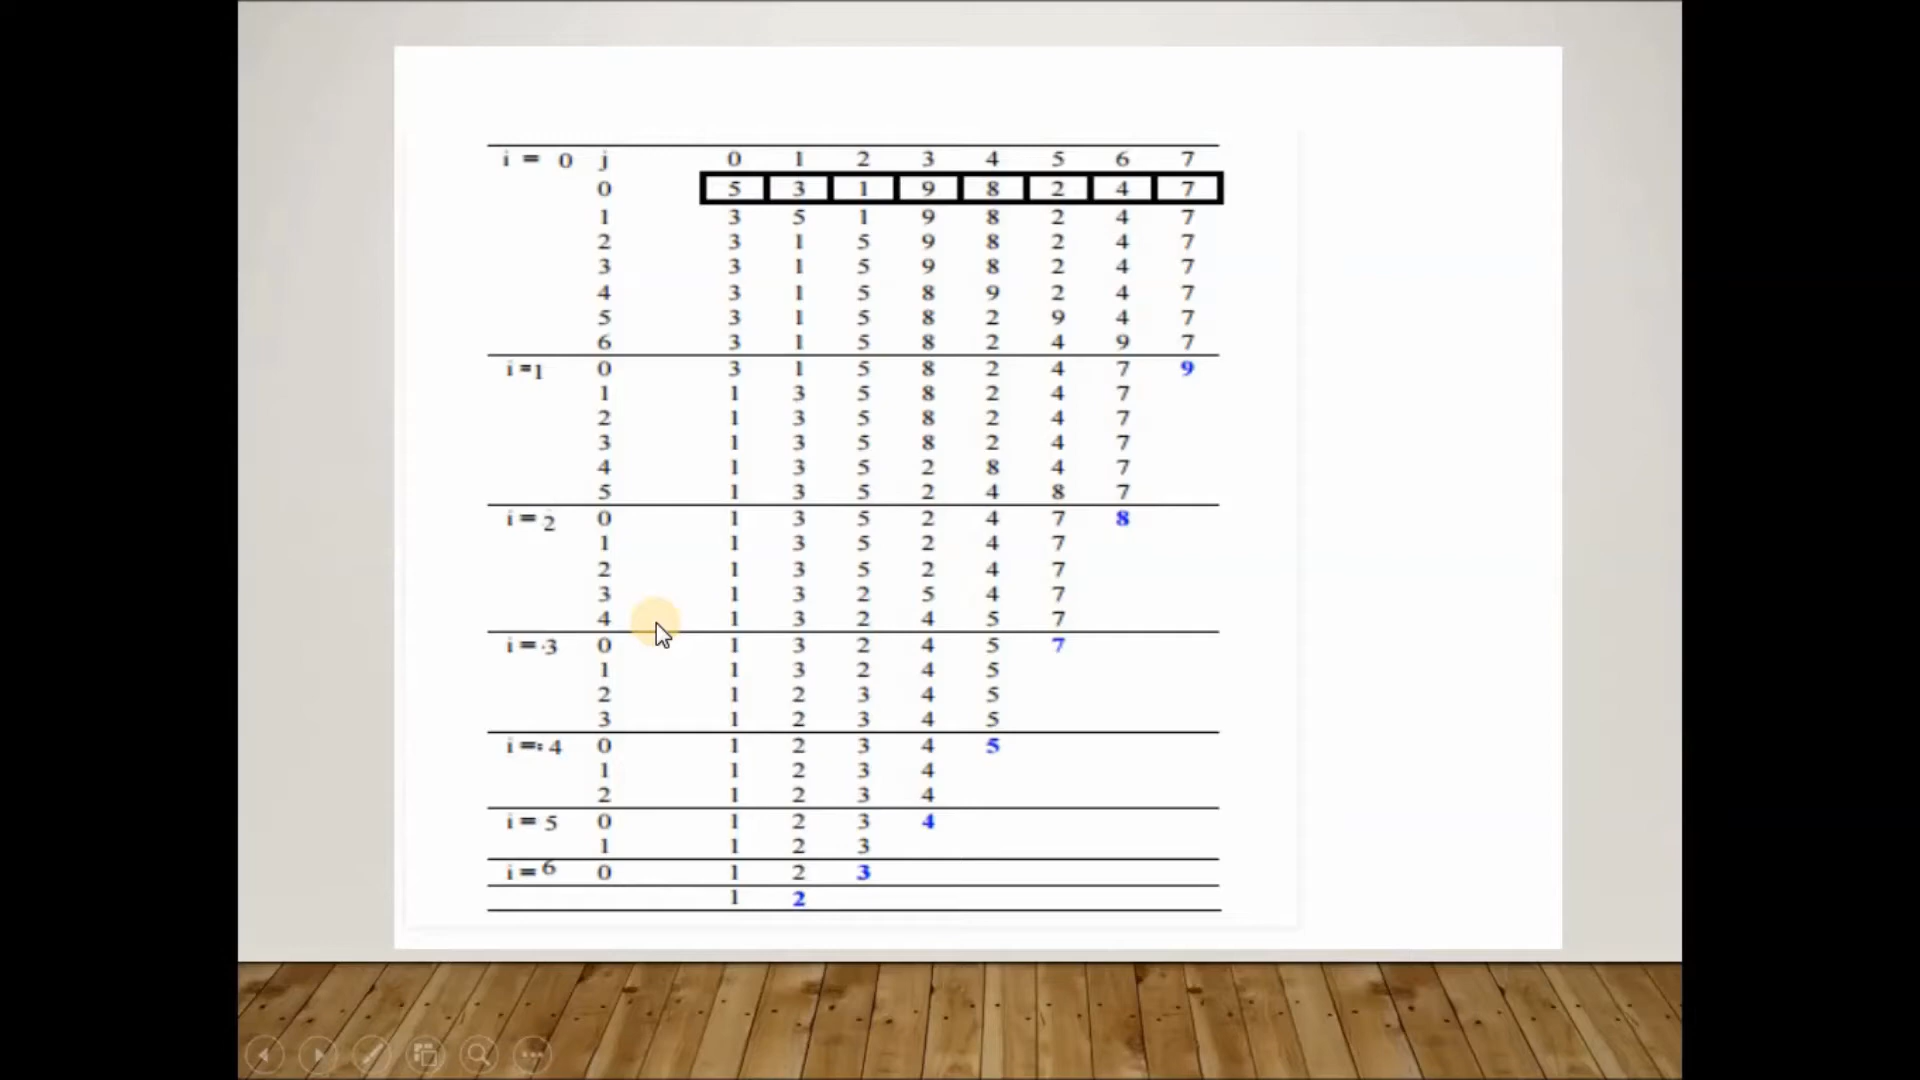 i = 0 j 0 1 2 3 4 5 6 7
0 5 3 1 9 8 2 4 7
1 3 5 1 9 8 2 4 7
2 3 1 5 9 8 2 4 7
3 3 1 5 9 8 2 4 7
4 3 1 5 8 9 2 4 7
5 3 1 5 8 2 9 4 7
6 3 1 5 8 2 4 9 7
i =1 0 3 1 5 8 2 4 7 9
1 1 3 5 8 2 4 7
2 1 3 5 8 2 4 7
3 1 3 5 8 2 4 7
4 1 3 5 2 8 4 7
5 1 3 5 2 4 8 7
i = 2 0 1 3 5 2 4 7 8
1 1 3 5 2 4 7
2 1 3 5 2 4 7
3 1 3 2 5 4 7
4 1 3 2 4 5 7
i = 3 0 1 3 2 4 5 7
1 1 3 2 4 5
2 1 2 3 4 5
3 1 2 3 4 5
i = 4 0 1 2 3 4 5
1 1 2 3 4
2 1 2 3 4
i = 5 0 1 2 3 4
1 1 2 3
i = 6 0 1 2 3
1 2